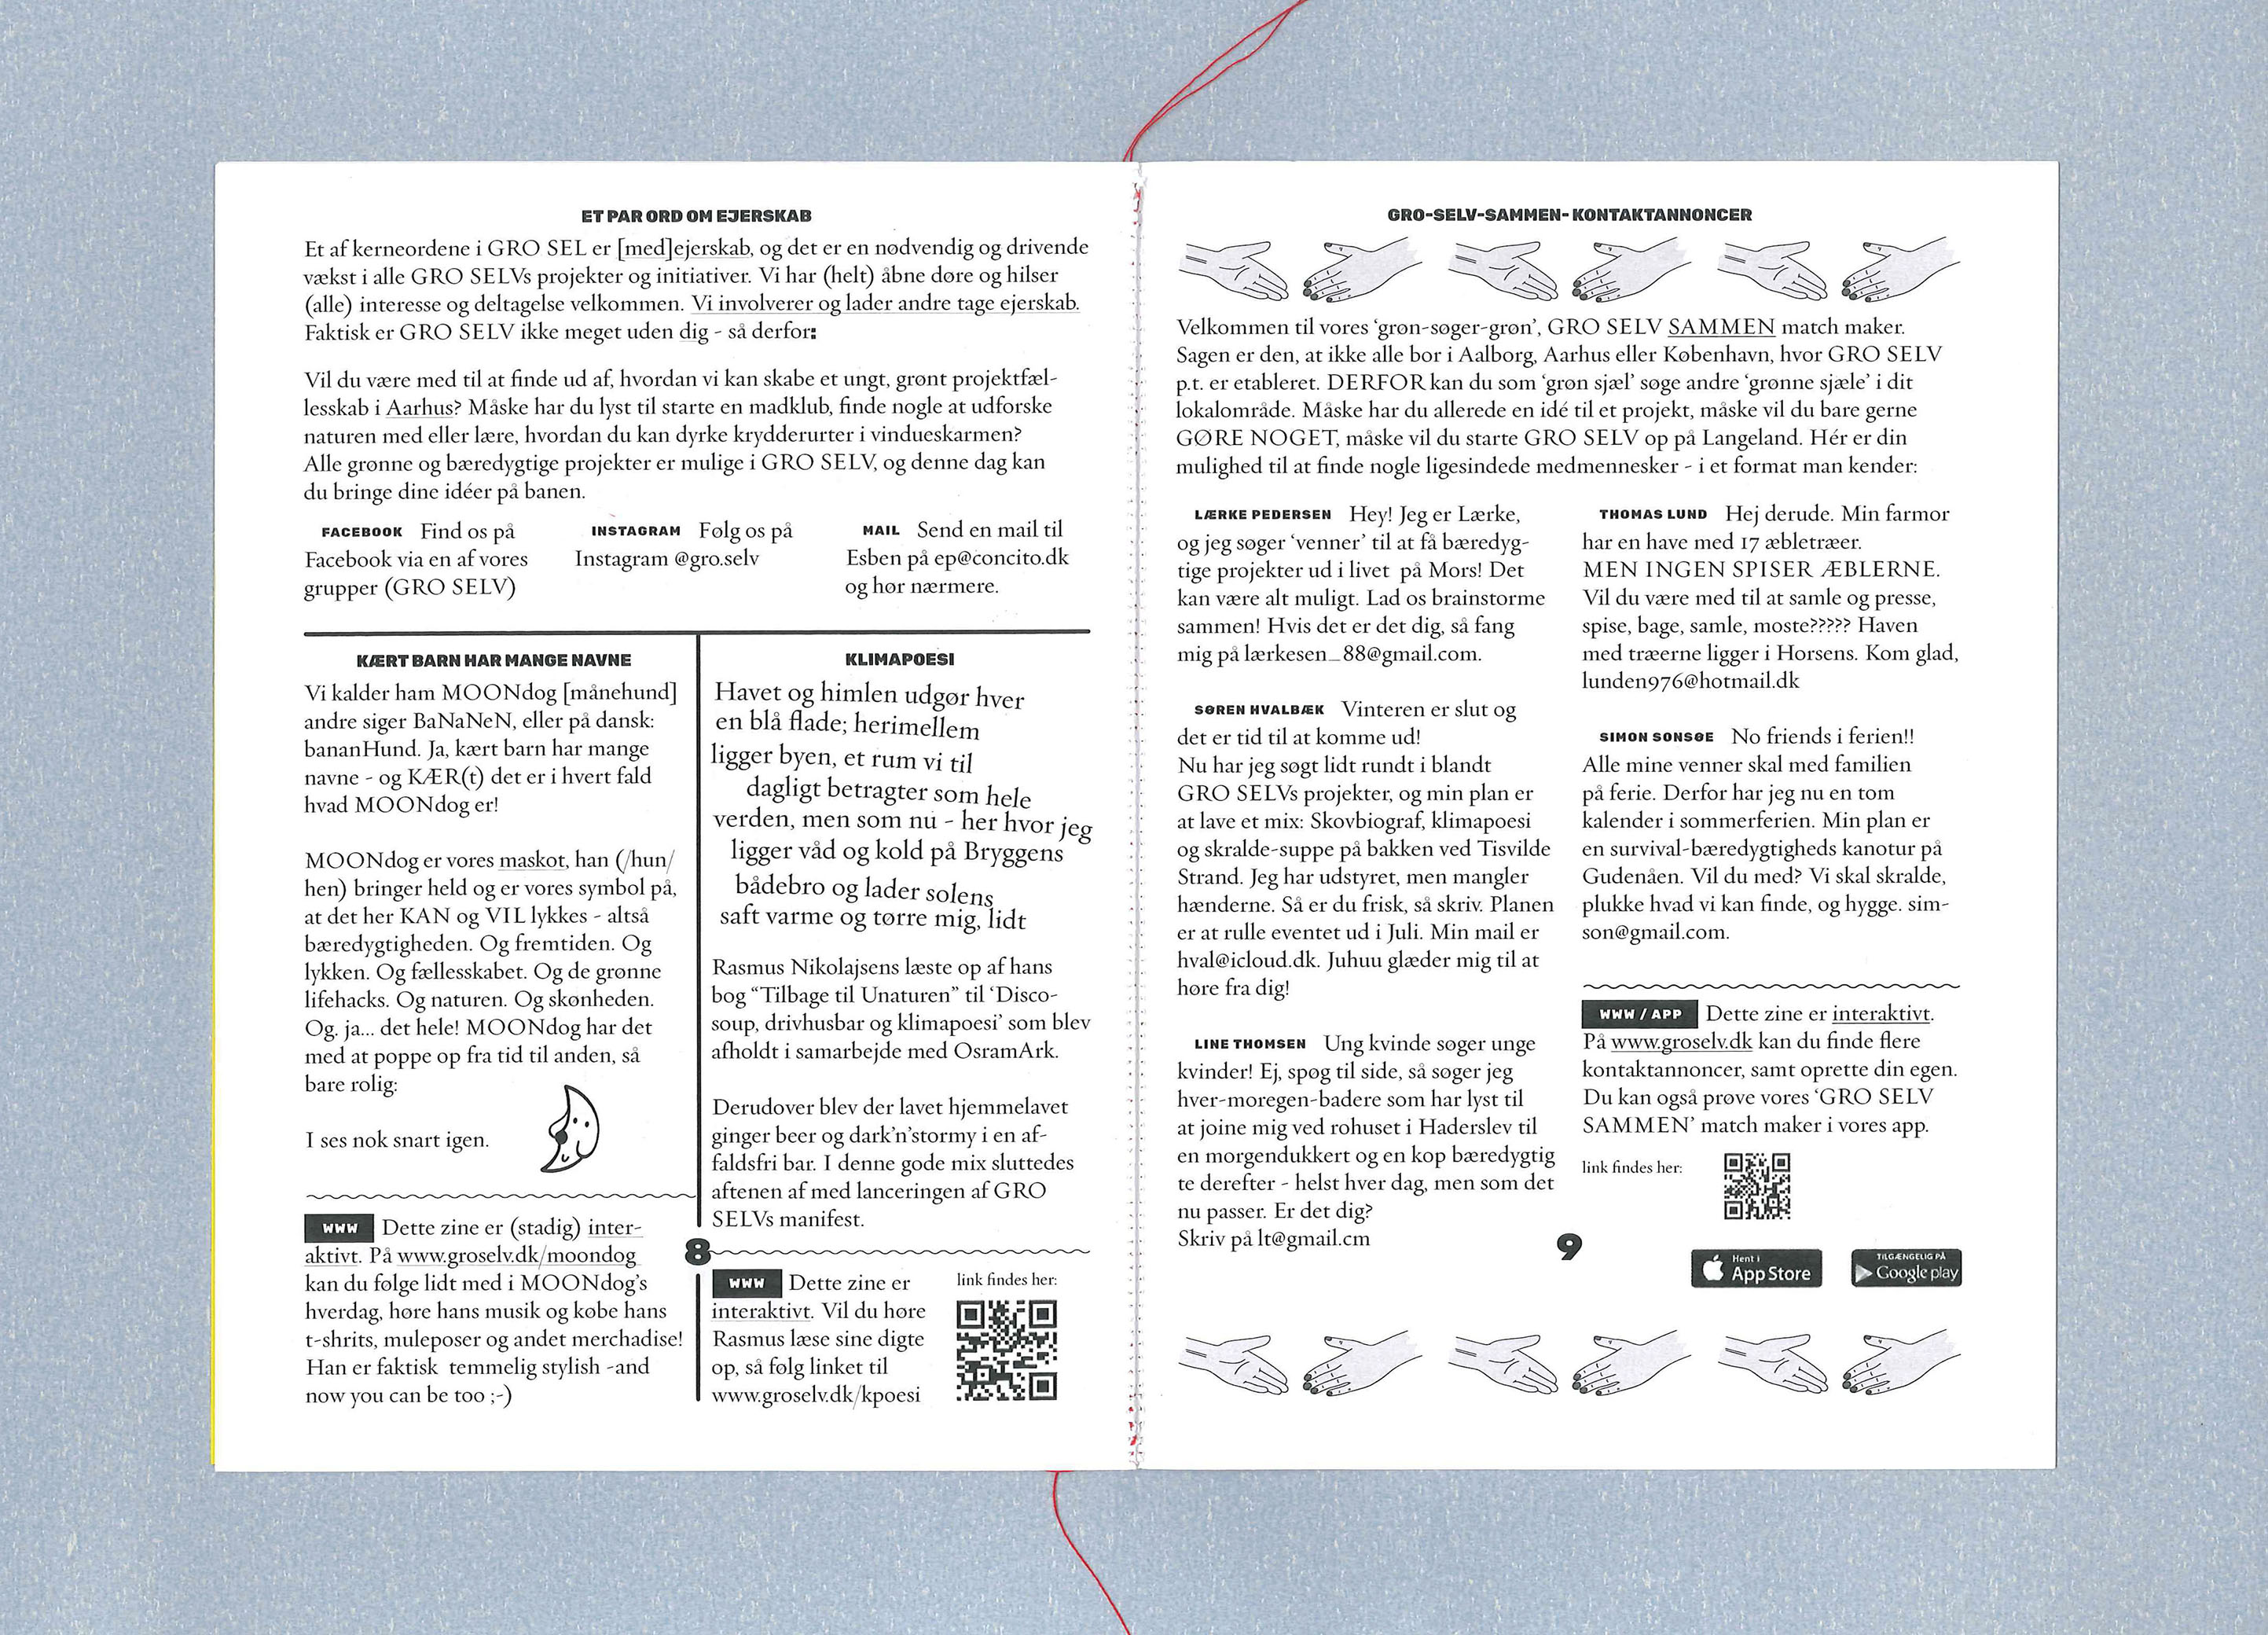 ET PAR ORD OM EJERSKAB
Et af kerneordene i GRO SEL er [med]ejerskab, og det er en nødvendig og drivende
vækst i alle GRO SELVs projekter og initiativer. Vi har (helt) åbne døre og hilser
(alle) interesse og deltagelse velkommen. Vi involverer og lader andre tage ejerskab.
Faktisk er GRO SELV ikke meget uden dig - så derfor:
Vil du være med til at finde ud af, hvordan vi kan skabe et ungt, grønt projektfæl-
lesskab i Aarhus? Måske har du lyst til starte en madklub, finde nogle at udforske
naturen med eller lære, hvordan du kan dyrke krydderurter i vindueskarmen?
Alle grønne og bæredygtige projekter er mulige i GRO SELV, og denne dag kan
du bringe dine idéer på banen.
FACEBOOK Find os på
Facebook via en af vores
grupper (GRO SELV)
INSTAGRAM Følg os på
Instagram @gro.selv
MAIL Send en mail til
Esben på ep@concito.dk
og hør nærmere.
KÆRT BARN HAR MANGE NAVNE
Vi kalder ham MOONdog [månehund]
andre siger BaNaNeN, eller på dansk:
bananHund. Ja, kært barn har mange
navne - og KÆR(t) det er i hvert fald
hvad MOONdog er!
MOONdog er vores maskot, han (/hun/
hen) bringer held og er vores symbol på,
at det her KAN og VIL lykkes - altså
bæredygtigheden. Og fremtiden. Og
lykken. Og fællesskabet. Og de grønne
lifehacks. Og naturen. Og skønheden.
Og. ja... det hele! MOONdog har det
med at poppe op fra tid til anden, så
bare rolig:
I ses nok snart igen.
WWW Dette zine er (stadig) inter-
aktivt. På www.groselv.dk/moondog
kan du følge lidt med i MOONdog's
hverdag, høre hans musik og købe hans
t-shrits, muleposer og andet merchadise!
Han er faktisk temmelig stylish -and
now you can be too ;-)
KLIMAPOESI
Havet og himlen udgør hver
en blå flade; herimellem
ligger byen, et rum vi til
dagligt betragter som hele
verden, men som nu - her hvor jeg
ligger våd og kold på Bryggens
bådebro og lader solens
saft varme og tørre mig, lidt
Rasmus Nikolajsens læste op af hans
bog “Tilbage til Unaturen” til ‘Disco-
soup, drivhusbar og klimapoesi’ som blev
afholdt i samarbejde med OsramArk.
Derudover blev der lavet hjemmelavet
ginger beer og dark'n'stormy i en af-
faldsfri bar. I denne gode mix sluttedes
aftenen af med lanceringen af GRO
SELVs manifest.
8
WWW Dette zine er
interaktivt. Vil du høre
Rasmus læse sine digte
op, så følg linket til
www.groselv.dk/kpoesi
link findes her:
GRO-SELV-SAMMEN- KONTAKTANNONCER
Velkommen til vores ‘grøn-søger-grøn’, GRO SELV SAMMEN match maker.
Sagen er den, at ikke alle bor i Aalborg, Aarhus eller København, hvor GRO SELV
p.t. er etableret. DERFOR kan du som ‘grøn sjæl’ søge andre ‘grønne sjæle’ i dit
lokalområde. Måske har du allerede en idé til et projekt, måske vil du bare gerne
GØRE NOGET, måske vil du starte GRO SELV op på Langeland. Hér er din
mulighed til at finde nogle ligesindede medmennesker - i et format man kender:
LÆRKE PEDERSEN Hey! Jeg er Lærke,
og jeg søger ‘venner’ til at få bæredyg-
tige projekter ud i livet på Mors! Det
kan være alt muligt. Lad os brainstorme
sammen! Hvis det er det dig, så fang
mig på lærkesen_88@gmail.com.
SØREN HVALBÆK Vinteren er slut og
det er tid til at komme ud!
Nu har jeg søgt lidt rundt i blandt
GRO SELVs projekter, og min plan er
at lave et mix: Skovbiograf, klimapoesi
og skralde-suppe på bakken ved Tisvilde
Strand. Jeg har udstyret, men mangler
hænderne. Så er du frisk, så skriv. Planen
er at rulle eventet ud i Juli. Min mail er
hval@icloud.dk. Juhuu glæder mig til at
høre fra dig!
LINE THOMSEN Ung kvinde søger unge
kvinder! Ej, spøg til side, så søger jeg
hver-moregen-badere som har lyst til
at joine mig ved rohuset i Haderslev til
en morgendukkert og en kop bæredygtig
te derefter - helst hver dag, men som det
nu passer. Er det dig?
Skriv på lt@gmail.cm
THOMAS LUND Hej derude. Min farmor
har en have med 17 æbletræer.
MEN INGEN SPISER ÆBLERNE.
Vil du være med til at samle og presse,
spise, bage, samle, moste????? Haven
med træerne ligger i Horsens. Kom glad,
lunden976@hotmail.dk
SIMON SONSØE No friends i ferien!!
Alle mine venner skal med familien
på ferie. Derfor har jeg nu en tom
kalender i sommerferien. Min plan er
en survival-bæredygtigheds kanotur på
Gudenåen. Vil du med? Vi skal skralde,
plukke hvad vi kan finde, og hygge. sim-
son@gmail.com.
WWW / APP Dette zine er interaktivt.
På www.groselv.dk kan du finde flere
kontaktannoncer, samt oprette din egen.
Du kan også prøve vores ‘GRO SELV
SAMMEN’ match maker i vores app.
link findes her:
9
Hent i
App Store
TILGÆNGELIG PÅ
Google play